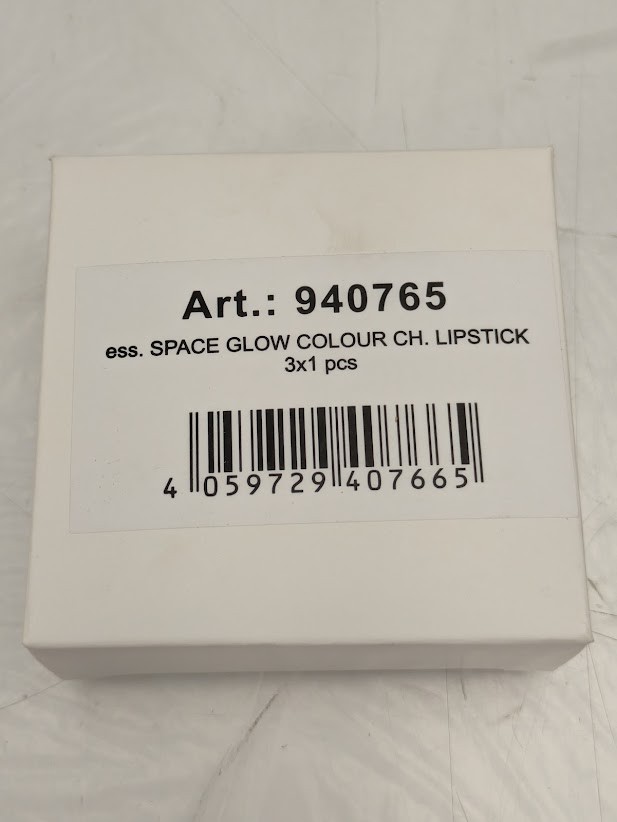 Art.: 940765
ess. SPACE GLOW COLOUR CH. LIPSTICK
3x1 pcs
4 059729 407665